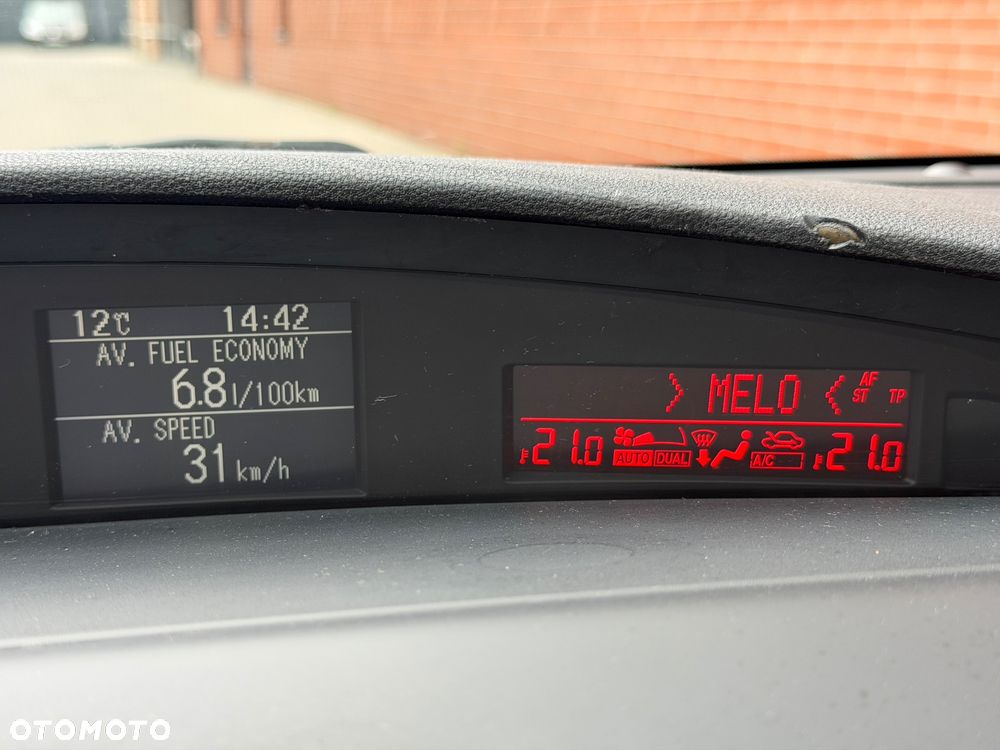 12℃ 14:42
AV. FUEL ECONOMY
6.8 l/100km
AV. SPEED
31 km/h
MELO AF
ST TP
21.0 AUTO DUAL A/C 21.0
OTOMOTO